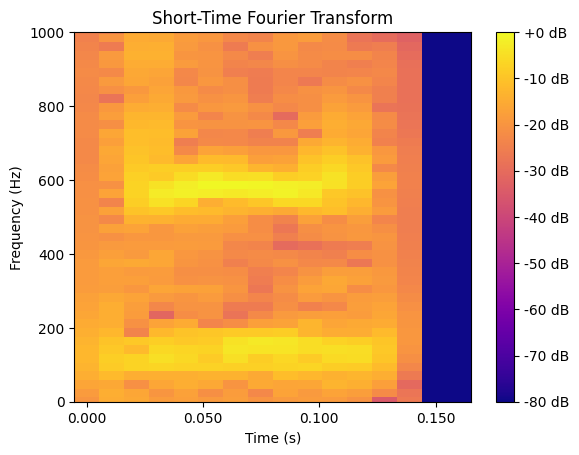 Short-Time Fourier Transform
1000
800
600
400
200
0
Frequency (Hz)
0.000
0.050
0.100
0.150
Time (s)
+0 dB
-10 dB
-20 dB
-30 dB
-40 dB
-50 dB
-60 dB
-70 dB
-80 dB